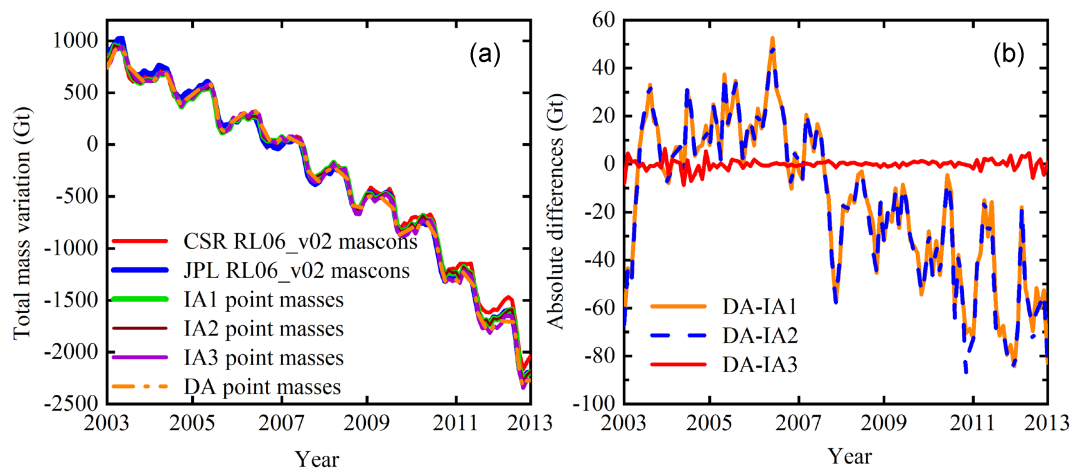 (a)
1000
500
0
-500
-1000
-1500
-2000
-2500
Total mass variation (Gt)
CSR RL06_v02 mascons
JPL RL06_v02 mascons
IA1 point masses
IA2 point masses
IA3 point masses
DA point masses
2003 2005 2007 2009 2011 2013
Year
(b)
60
40
20
0
-20
-40
-60
-80
-100
Absolute differences (Gt)
DA-IA1
DA-IA2
DA-IA3
2003 2005 2007 2009 2011 2013
Year